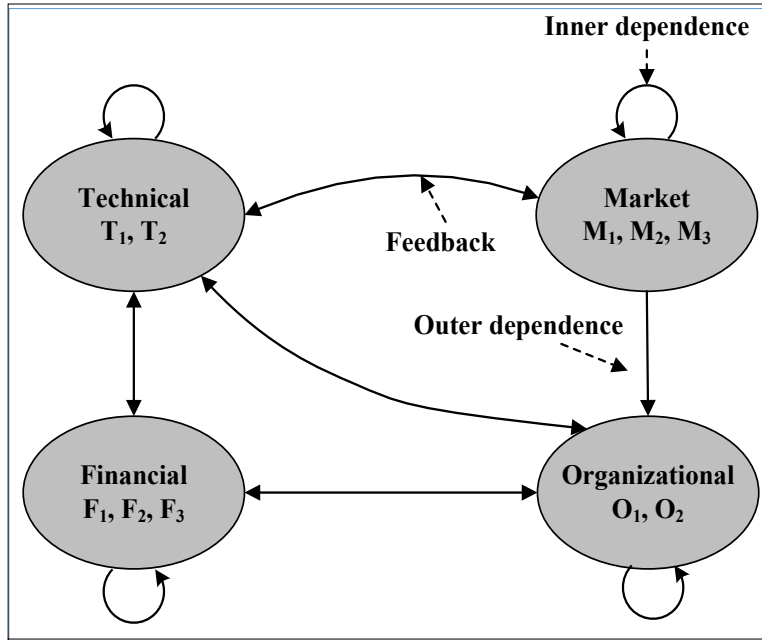 Inner dependence
Technical
T₁, T₂
Market
M₁, M₂, M₃
Feedback
Outer dependence
Financial
F₁, F₂, F₃
Organizational
O₁, O₂